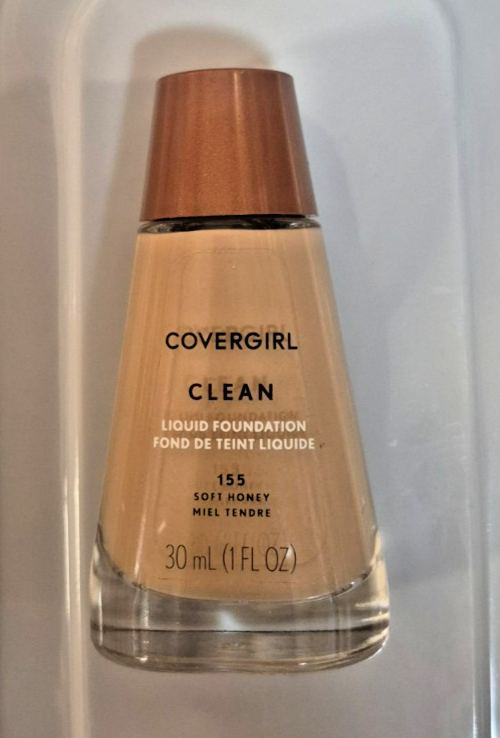 COVERGIRL
CLEAN
LIQUID FOUNDATION
FOND DE TEINT LIQUIDE
155
SOFT HONEY
MIEL TENDRE
30 mL (1 FL OZ)